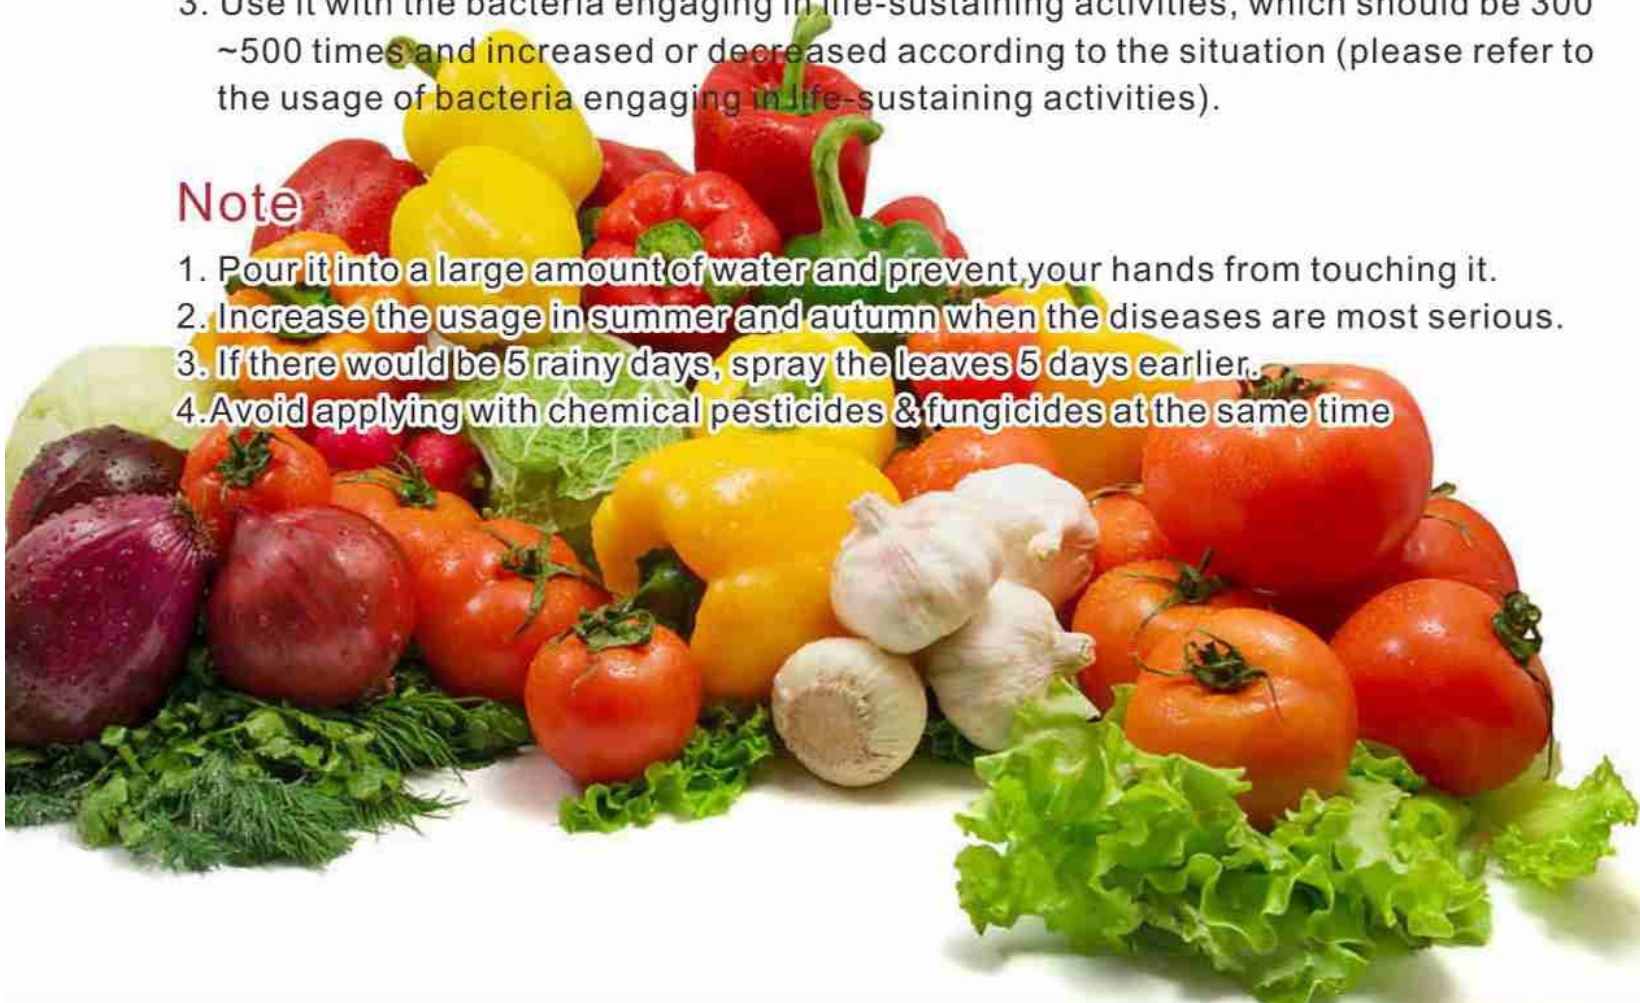 3. Use it with the bacteria engaging in life-sustaining activities, which should be 300
~500 times and increased or decreased according to the situation (please refer to
the usage of bacteria engaging in life-sustaining activities).
Note
1. Pour it into a large amount of water and prevent your hands from touching it.
2. Increase the usage in summer and autumn when the diseases are most serious.
3. If there would be 5 rainy days, spray the leaves 5 days earlier.
4.Avoid applying with chemical pesticides & fungicides at the same time